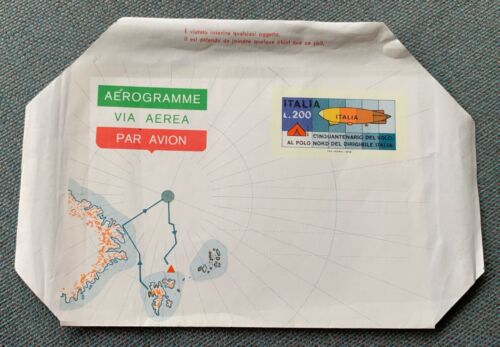 È vietato inserire qualsiasi oggetto.
Il est défendu de joindre quelque objet que ce soit.
AÉROGRAMME
VIA AEREA
PAR AVION
ITALIA
L. 200
ITALIA
CINQUANTENARIO DEL VOLO
AL POLO NORD DEL DIRIGIBILE ITALIA